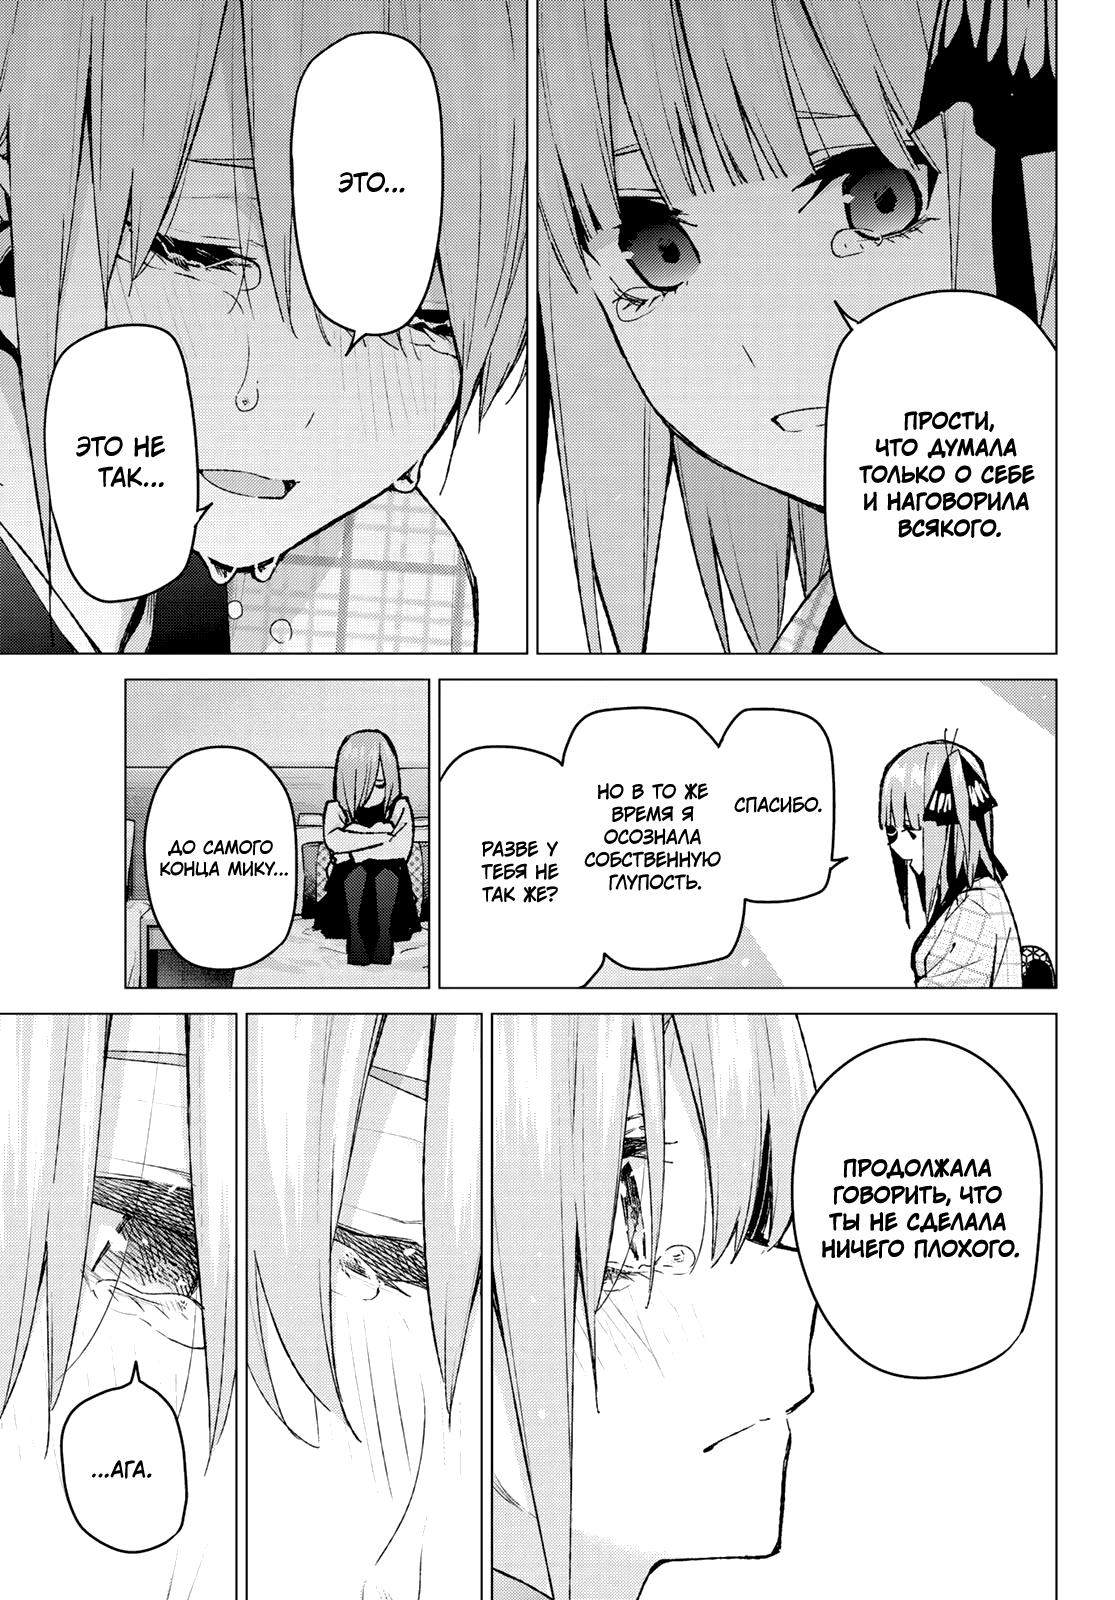 ПРОСТИ,
ЧТО ДУМАЛА
ТОЛЬКО О СЕБЕ
И НАГОВОРИЛА
ВСЯКОГО.
ЭТО...
ЭТО НЕ
ТАК...
СПАСИБО.
НО В ТО ЖЕ
ВРЕМЯ Я
ОСОЗНАЛА
СОБСТВЕННУЮ
ГЛУПОСТЬ.
РАЗВЕ У
ТЕБЯ НЕ
ТАК ЖЕ?
ДО САМОГО
КОНЦА МИКУ...
ПРОДОЛЖАЛА
ГОВОРИТЬ, ЧТО
ТЫ НЕ СДЕЛАЛА
НИЧЕГО ПЛОХОГО.
...АГА.